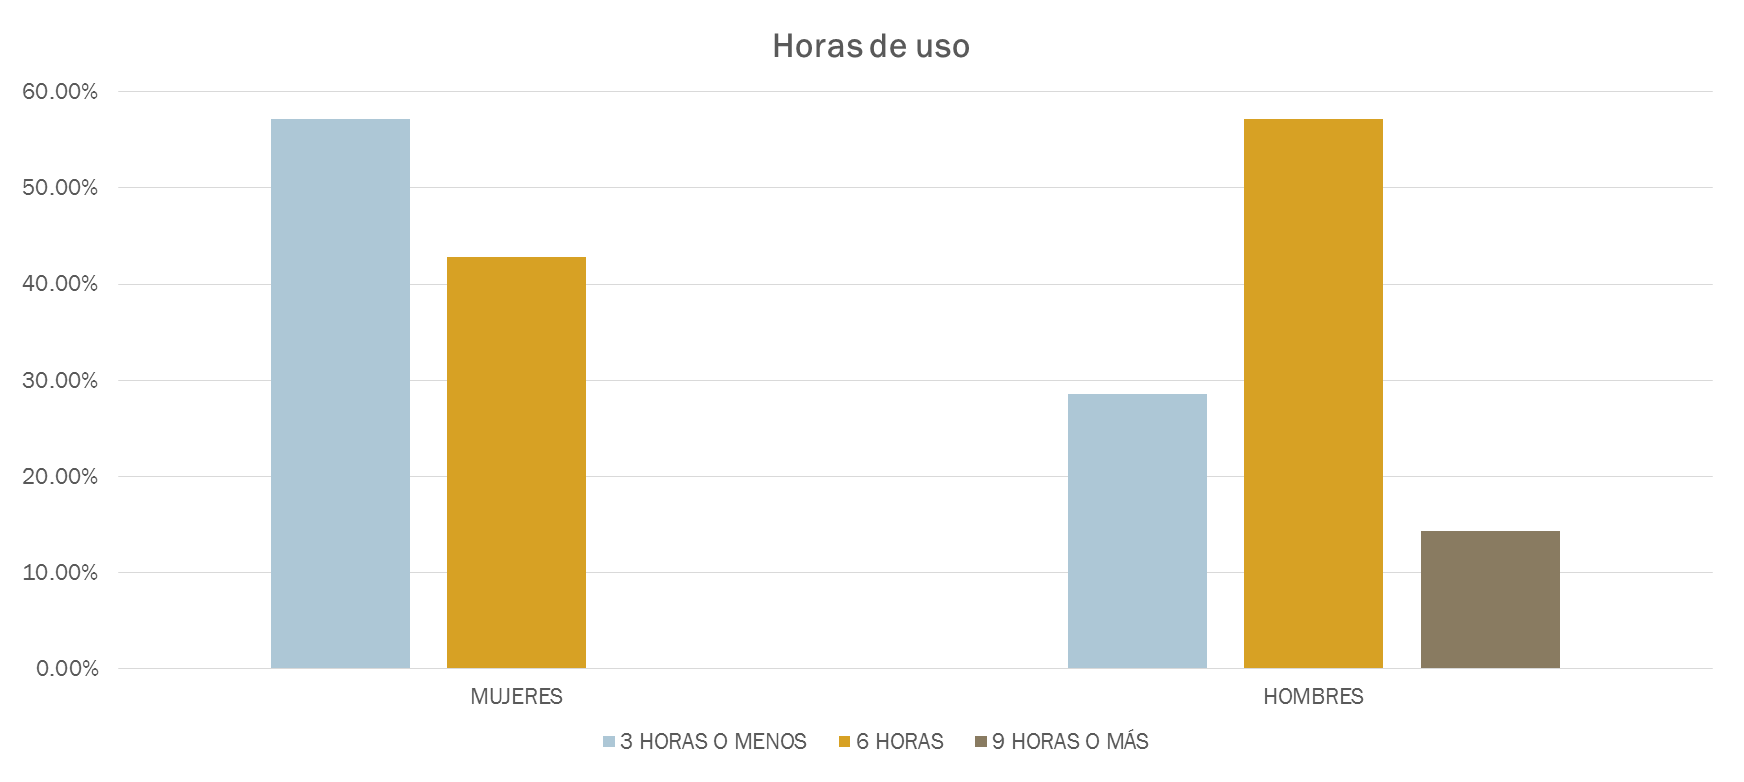 Horas de uso
60.00%
50.00%
40.00%
30.00%
20.00%
10.00%
0.00%
MUJERES
HOMBRES
3 HORAS O MENOS
6 HORAS
9 HORAS O MÁS